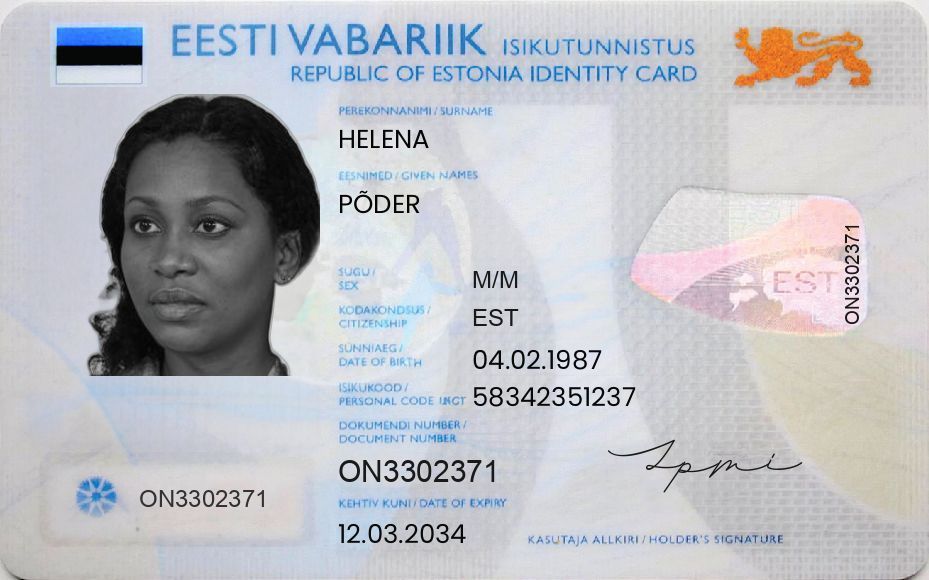 EESTI VABARIIK ISIKUTUNNISTUS
REPUBLIC OF ESTONIA IDENTITY CARD
PEREKONNANIMI / SURNAME
HELENA
EESNIMED / GIVEN NAMES
PÕDER
SUGU /
SEX
M/M
KODAKONDSUS /
CITIZENSHIP
EST
SÜNNIAEG /
DATE OF BIRTH
04.02.1987
ISIKUKOOD /
PERSONAL CODE
58342351237
DOKUMENDI NUMBER /
DOCUMENT NUMBER
ON3302371
KEHTIV KUNI / DATE OF EXPIRY
12.03.2034
ON3302371
EST
ON3302371
KASUTAJA ALLKIRI / HOLDER'S SIGNATURE